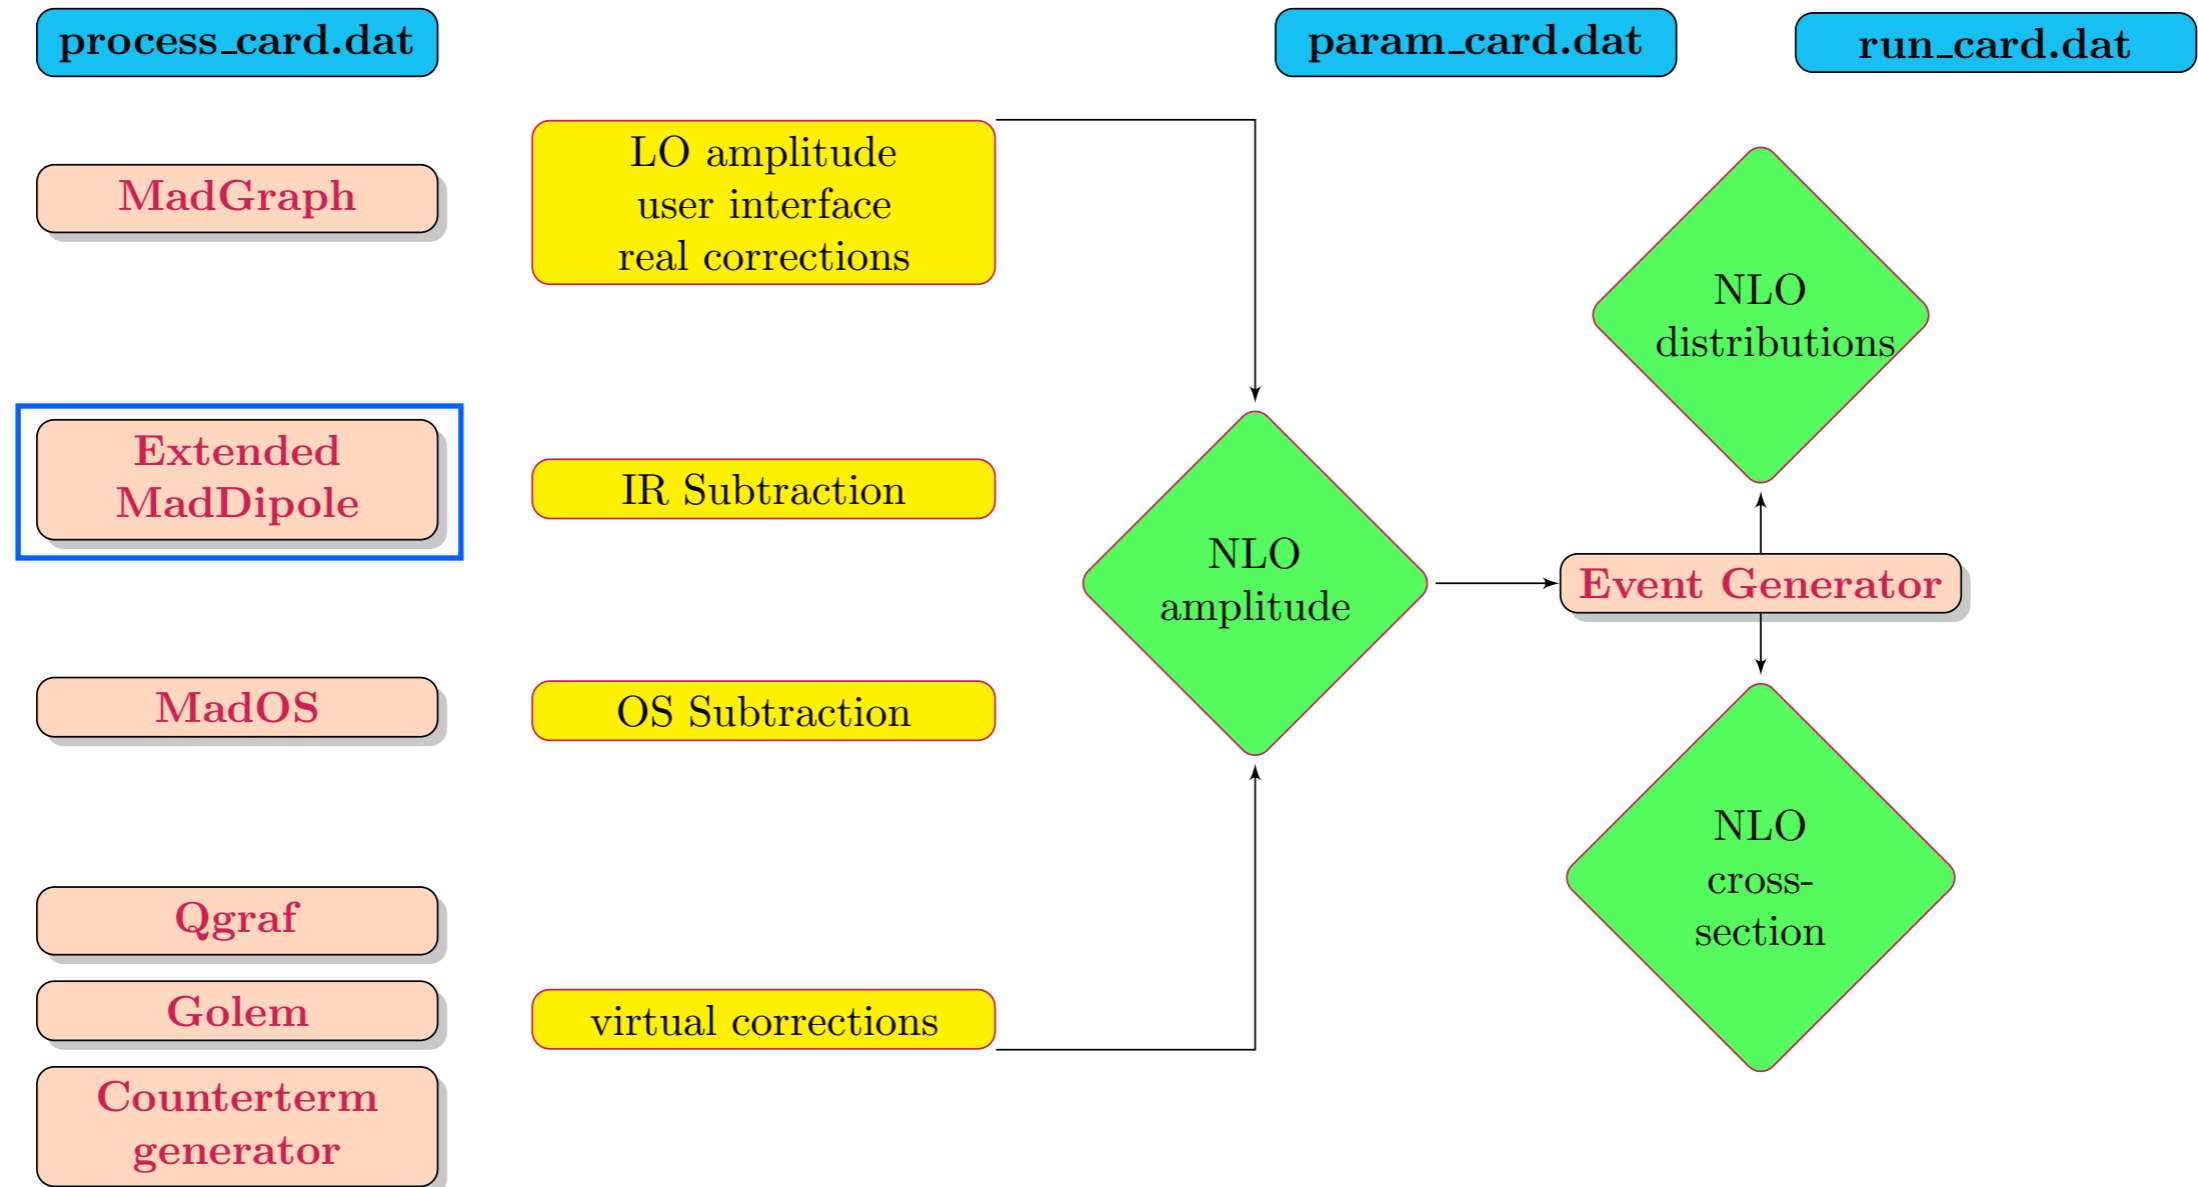 process_card.dat
param_card.dat
run_card.dat
MadGraph
LO amplitude
user interface
real corrections
NLO
distributions
Extended
MadDipole
IR Subtraction
NLO
amplitude
Event Generator
MadOS
OS Subtraction
NLO
cross-
section
Qgraf
Golem
virtual corrections
Counterterm
generator